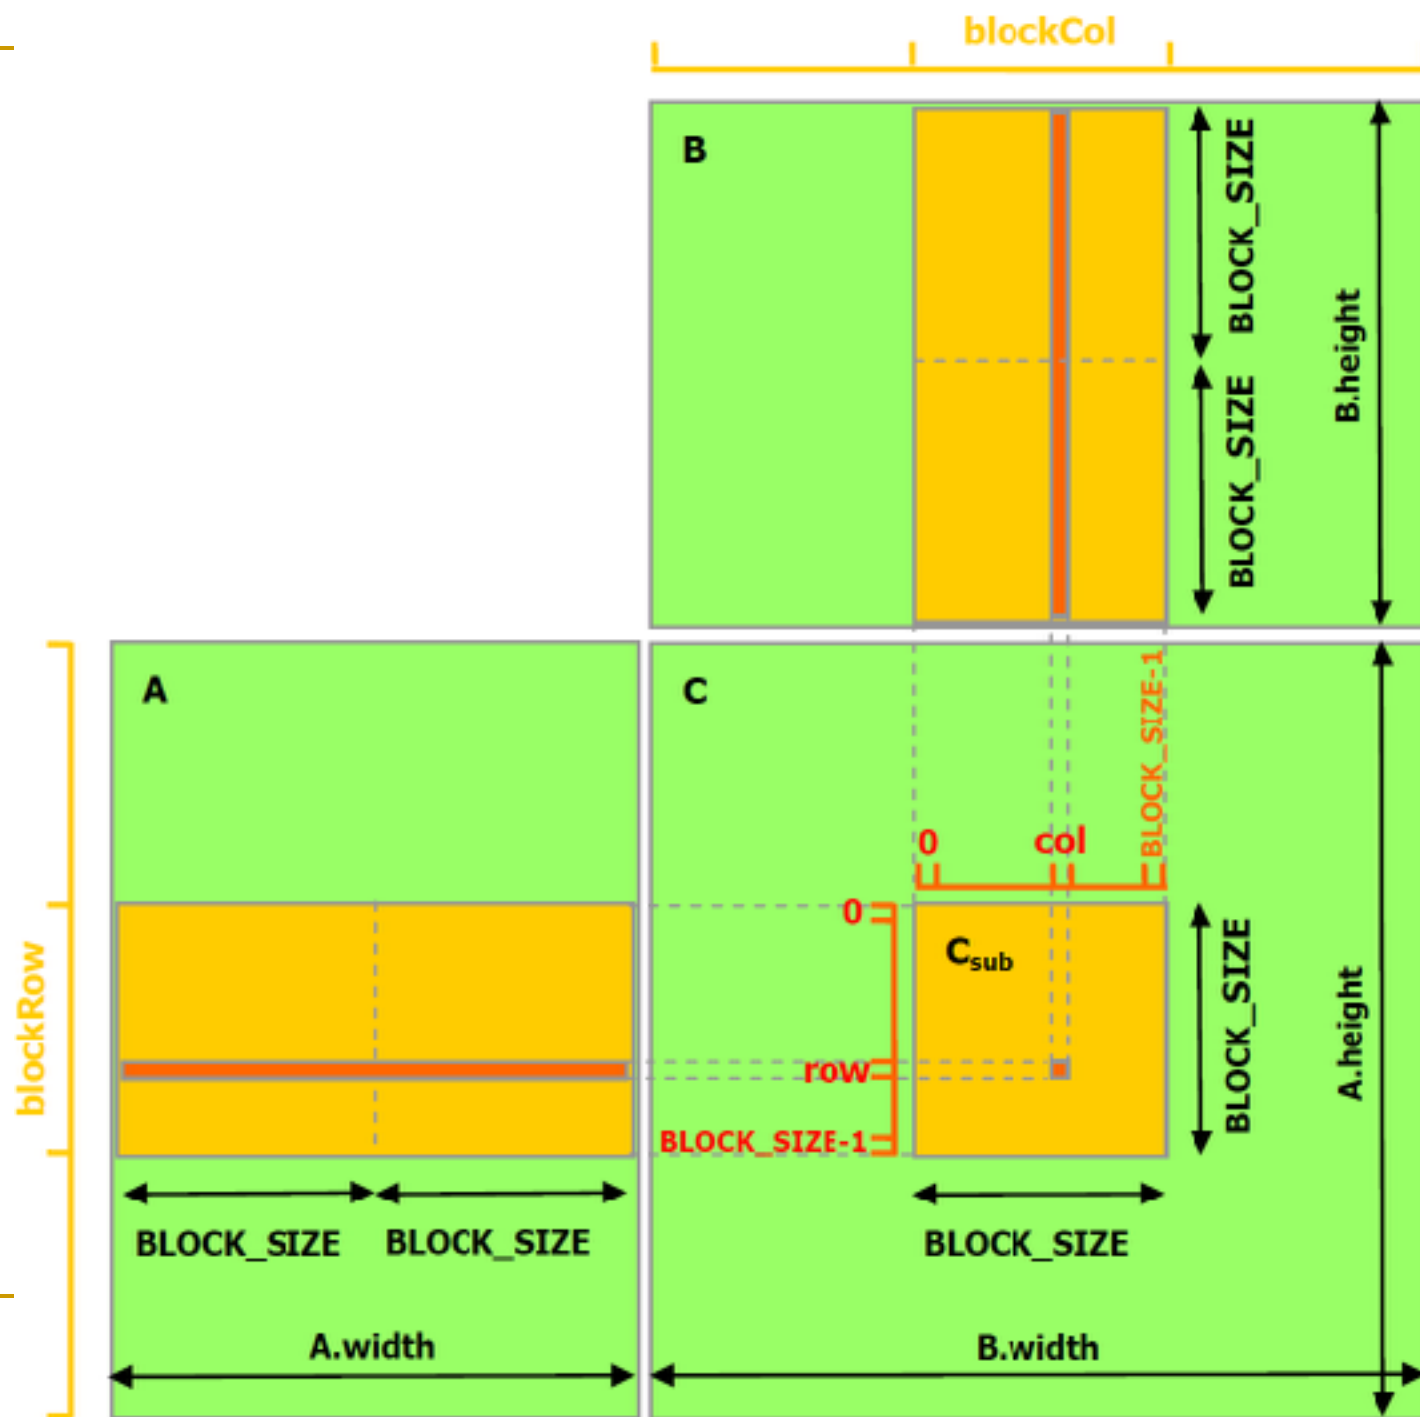 blockCol
B
BLOCK_SIZE
BLOCK_SIZE
B.height
A
C
BLOCK_SIZE-1
0
col
0
Csub
row
BLOCK_SIZE-1
blockRow
BLOCK_SIZE
A.height
BLOCK_SIZE
BLOCK_SIZE
BLOCK_SIZE
A.width
B.width